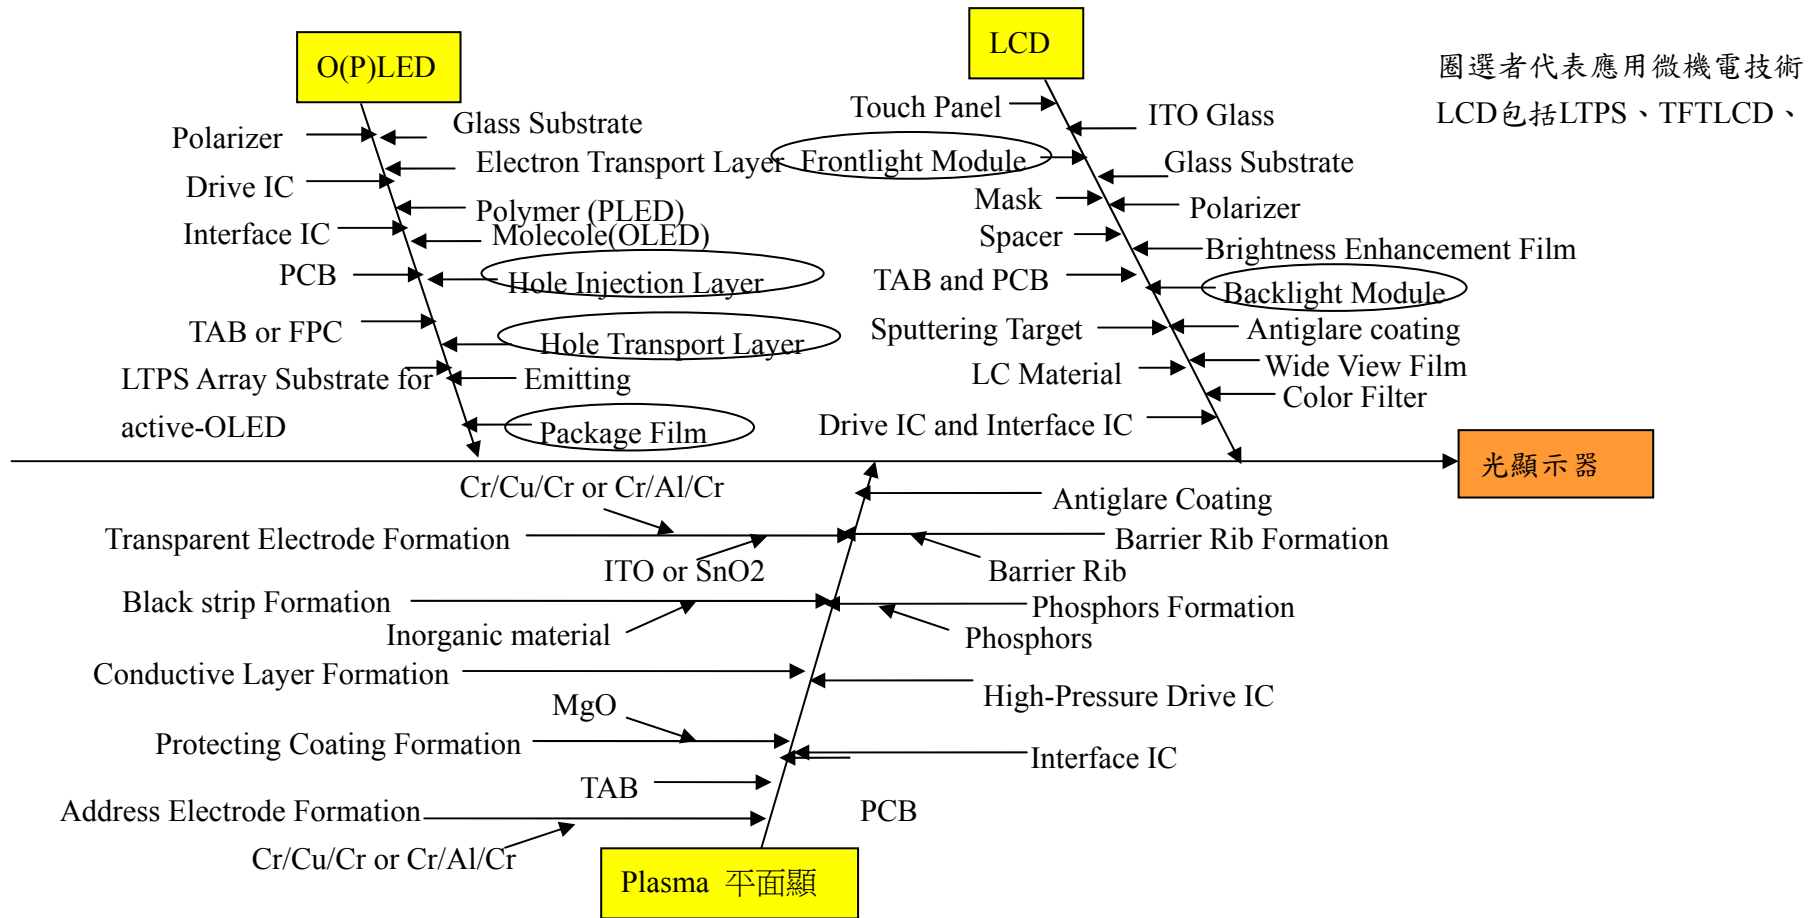 O(P)LED
Polarizer
Glass Substrate
Electron Transport Layer
Drive IC
Polymer (PLED)
Interface IC
Molecole(OLED)
PCB
Hole Injection Layer
TAB or FPC
Hole Transport Layer
LTPS Array Substrate for
active-OLED
Emitting
Package Film
LCD
Touch Panel
ITO Glass
Frontlight Module
Glass Substrate
Mask
Polarizer
Spacer
Brightness Enhancement Film
TAB and PCB
Backlight Module
Sputtering Target
Antiglare coating
LC Material
Wide View Film
Color Filter
Drive IC and Interface IC
圈選者代表應用微機電技術
LCD包括LTPS、TFTLCD、
光顯示器
Cr/Cu/Cr or Cr/Al/Cr
Antiglare Coating
Transparent Electrode Formation
Barrier Rib Formation
ITO or SnO2
Barrier Rib
Black strip Formation
Phosphors Formation
Inorganic material
Phosphors
Conductive Layer Formation
High-Pressure Drive IC
MgO
Protecting Coating Formation
Interface IC
TAB
PCB
Address Electrode Formation
Cr/Cu/Cr or Cr/Al/Cr
Plasma 平面顯